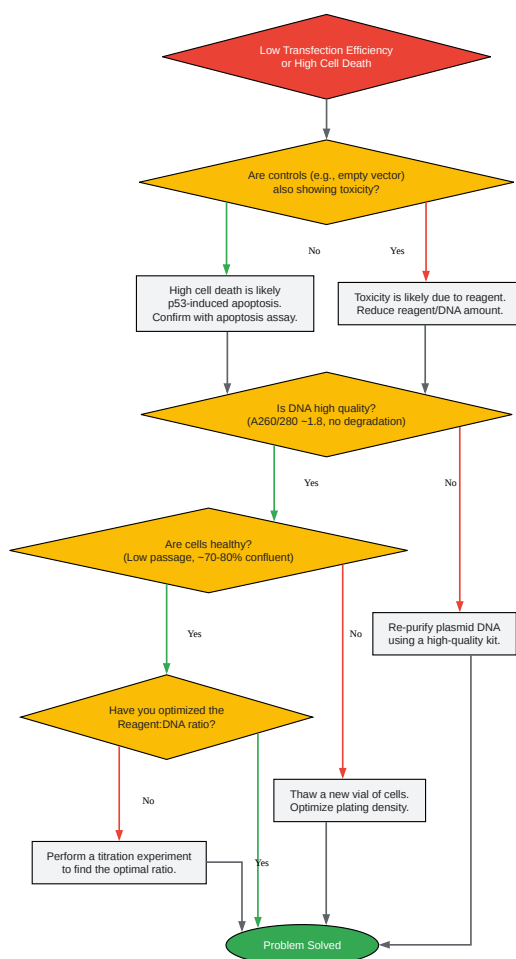 Low Transfection Efficiency
or High Cell Death
Are controls (e.g., empty vector)
also showing toxicity?
No
Yes
High cell death is likely
p53-induced apoptosis.
Confirm with apoptosis assay.
Toxicity is likely due to reagent.
Reduce reagent/DNA amount.
Is DNA high quality?
(A260/280 ~1.8, no degradation)
Yes
No
Are cells healthy?
(Low passage, ~70-80% confluent)
Re-purify plasmid DNA
using a high-quality kit.
Yes
No
Have you optimized the
Reagent:DNA ratio?
Thaw a new vial of cells.
Optimize plating density.
No
Perform a titration experiment
to find the optimal ratio.
Yes
Problem Solved